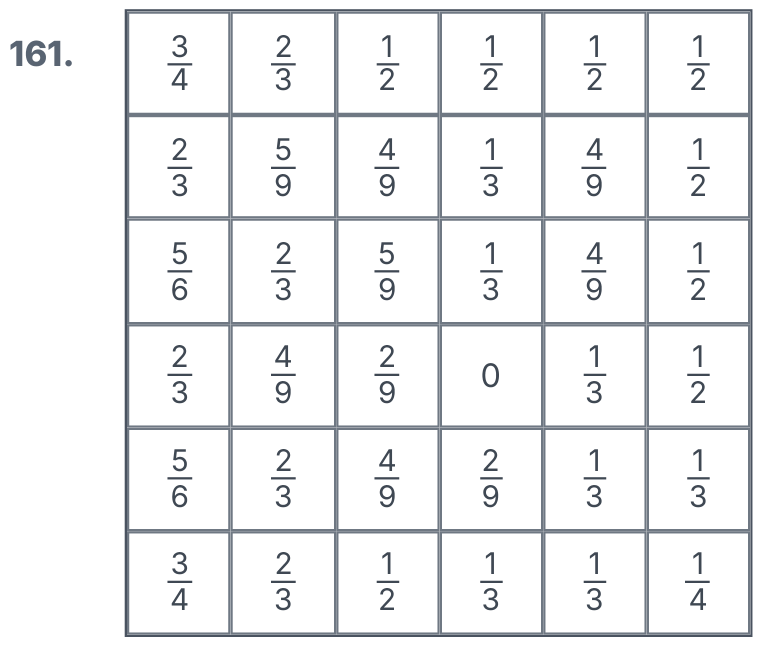 161.
3/4 2/3 1/2 1/2 1/2 1/2
2/3 5/9 4/9 1/3 4/9 1/2
5/6 2/3 5/9 1/3 4/9 1/2
2/3 4/9 2/9 0 1/3 1/2
5/6 2/3 4/9 2/9 1/3 1/3
3/4 2/3 1/2 1/3 1/3 1/4